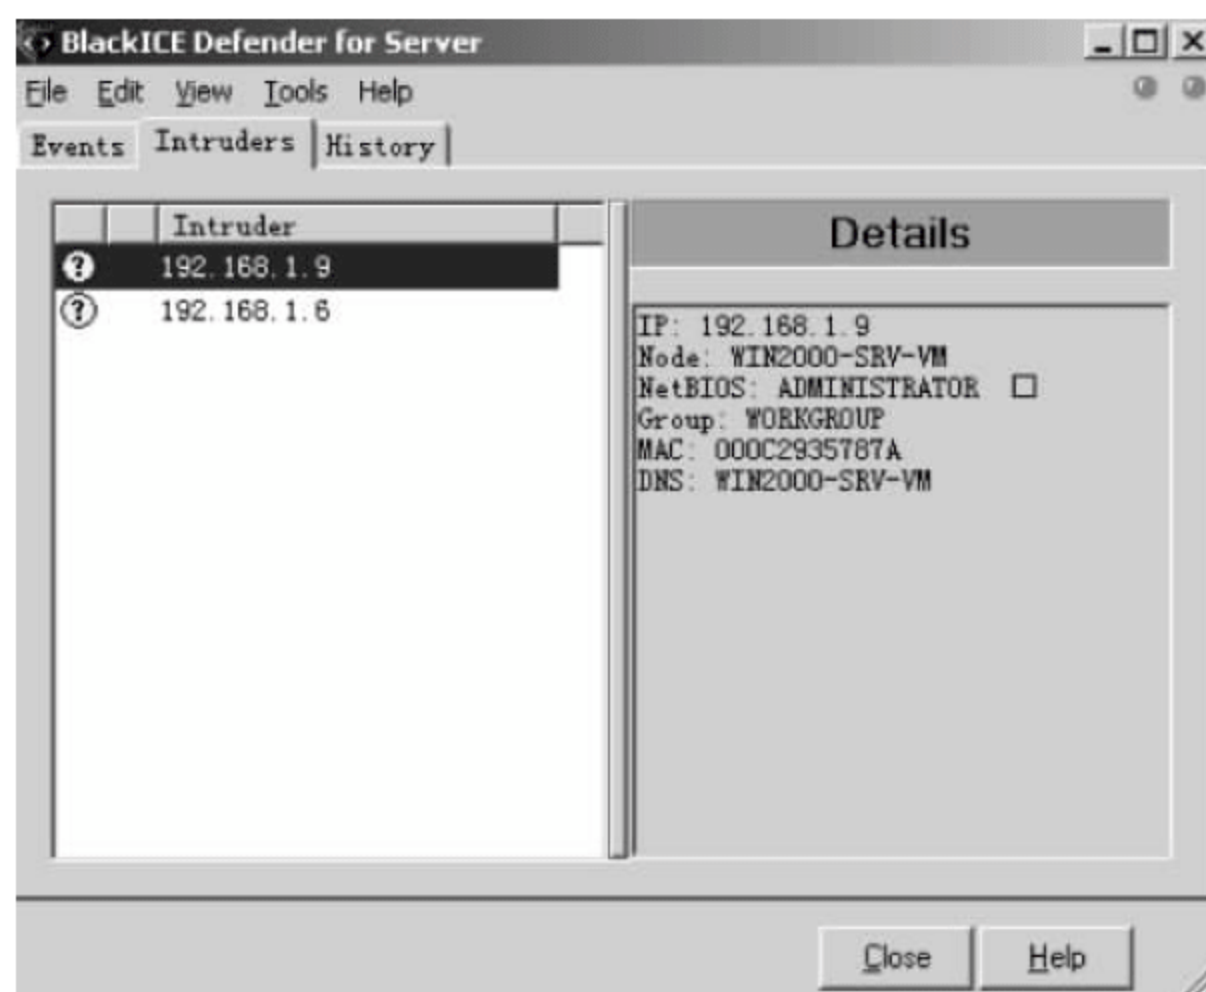 BlackICE Defender for Server
File Edit View Tools Help
Events Intruders History
Intruder
192.168.1.9
192.168.1.6
Details
IP: 192.168.1.9
Node: WIN2000-SRV-VM
NetBIOS: ADMINISTRATOR
Group: WORKGROUP
MAC: 000C2935787A
DNS: WIN2000-SRV-VM
Close Help